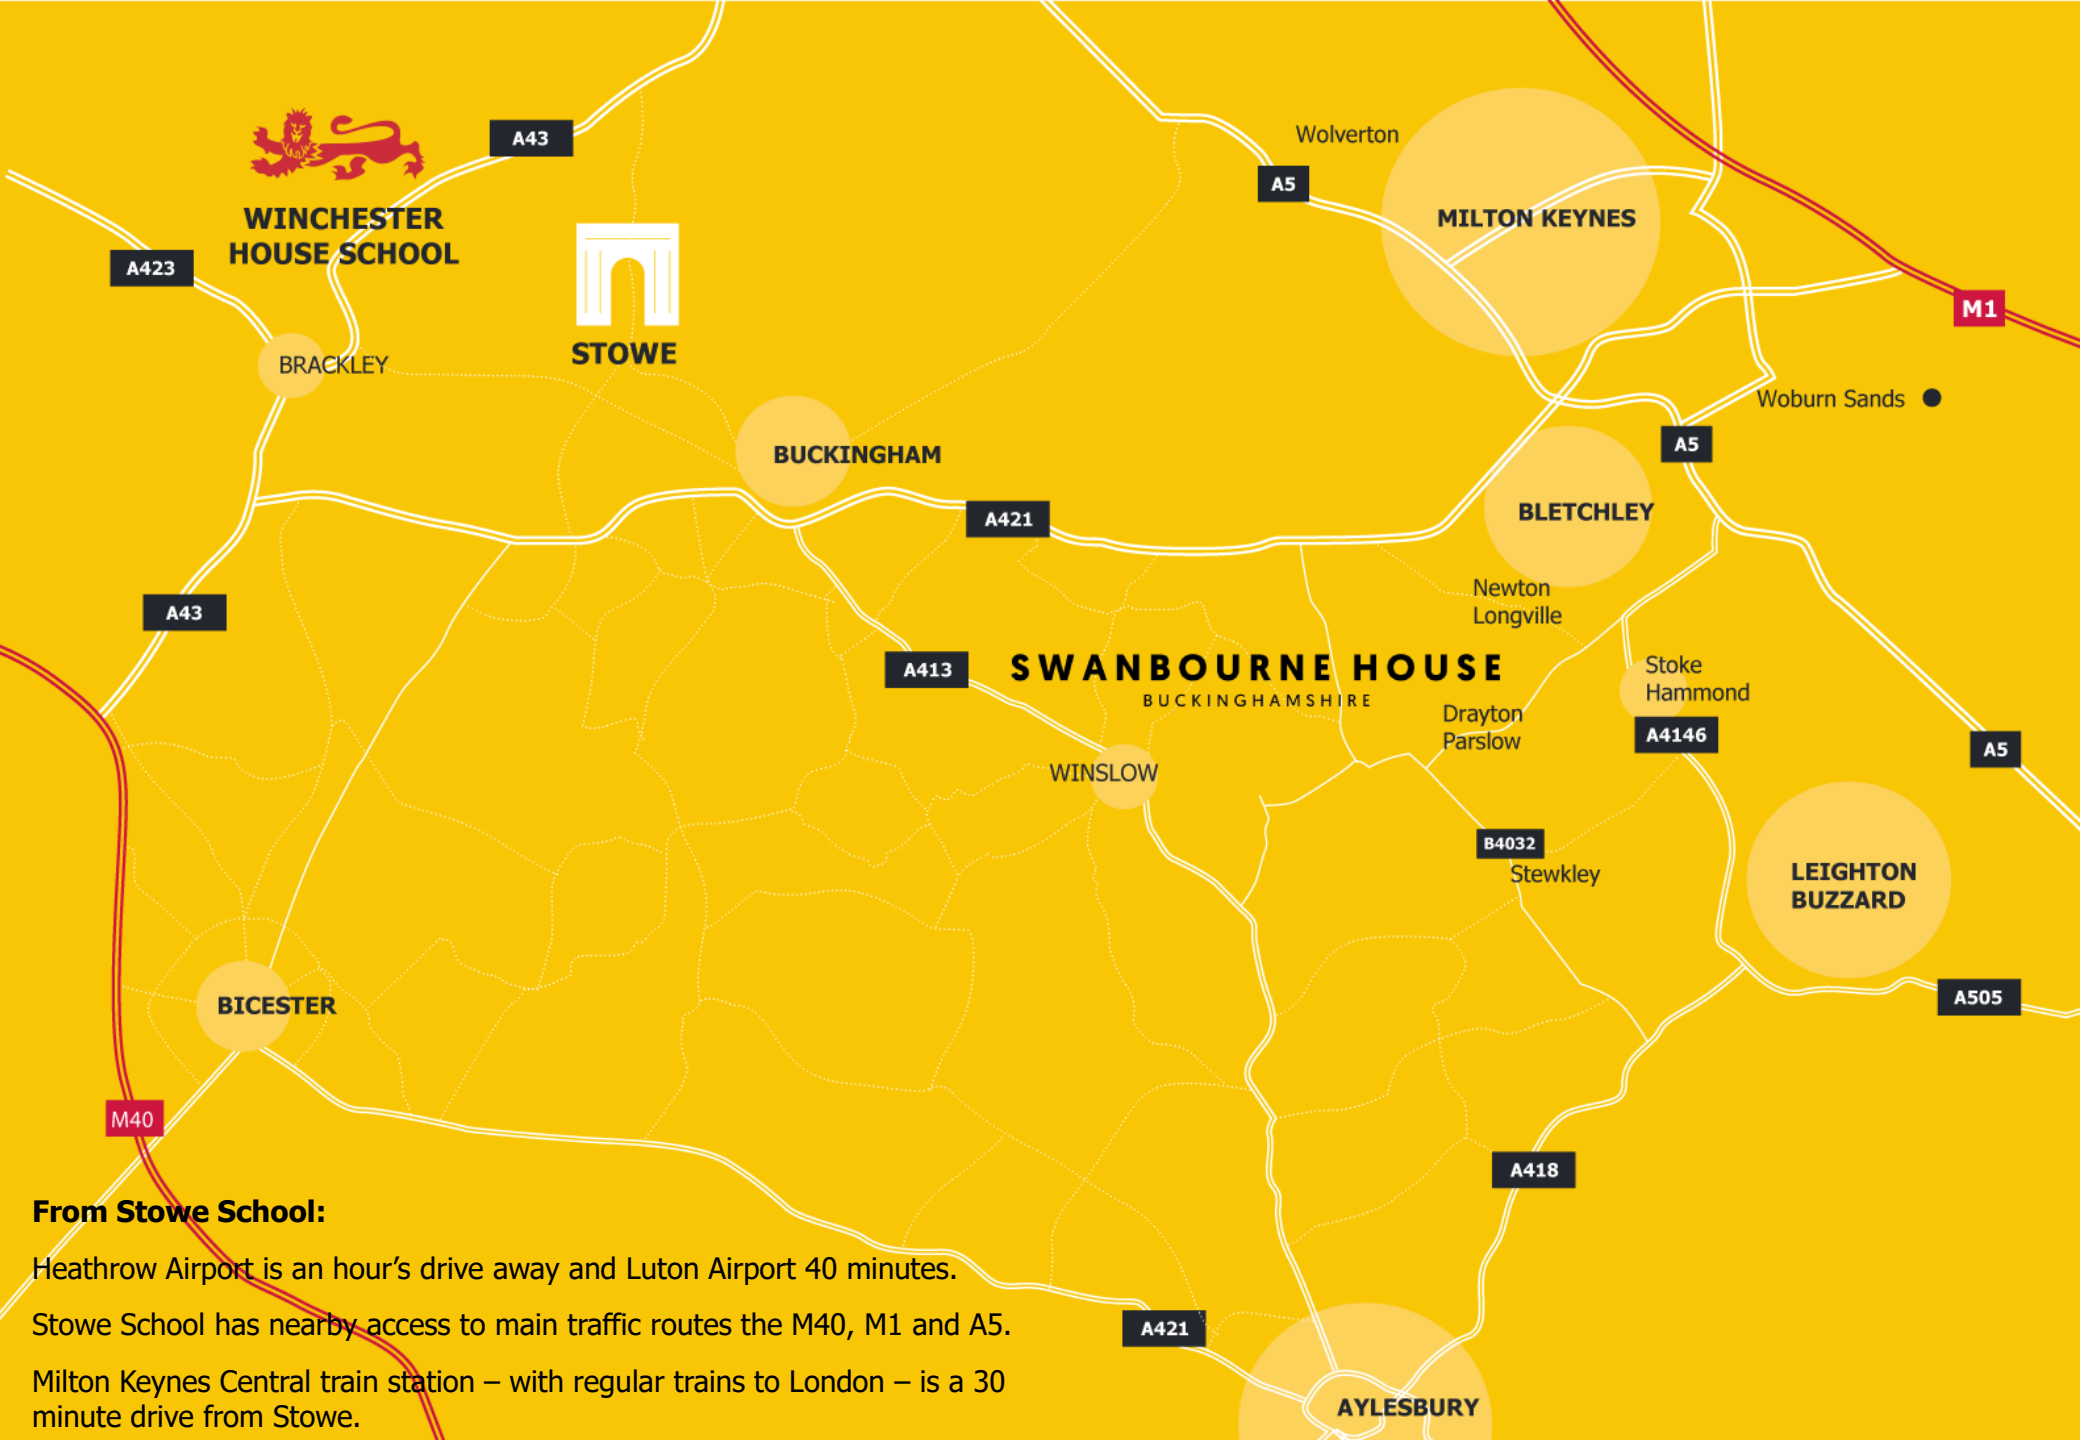 A43
Wolverton
A5
WINCHESTER
HOUSE SCHOOL
MILTON KEYNES
A423
M1
STOWE
BRACKLEY
Woburn Sands
A5
BUCKINGHAM
BLETCHLEY
A421
Newton
Longville
A43
SWANBOURNE HOUSE
BUCKINGHAMSHIRE
A413
Stoke
Hammond
Drayton
Parslow
A4146
A5
WINSLOW
B4032
Stewkley
LEIGHTON
BUZZARD
A505
BICESTER
M40
A418
From Stowe School:
Heathrow Airport is an hour’s drive away and Luton Airport 40 minutes.
Stowe School has nearby access to main traffic routes the M40, M1 and A5.
A421
Milton Keynes Central train station – with regular trains to London – is a 30
minute drive from Stowe.
AYLESBURY